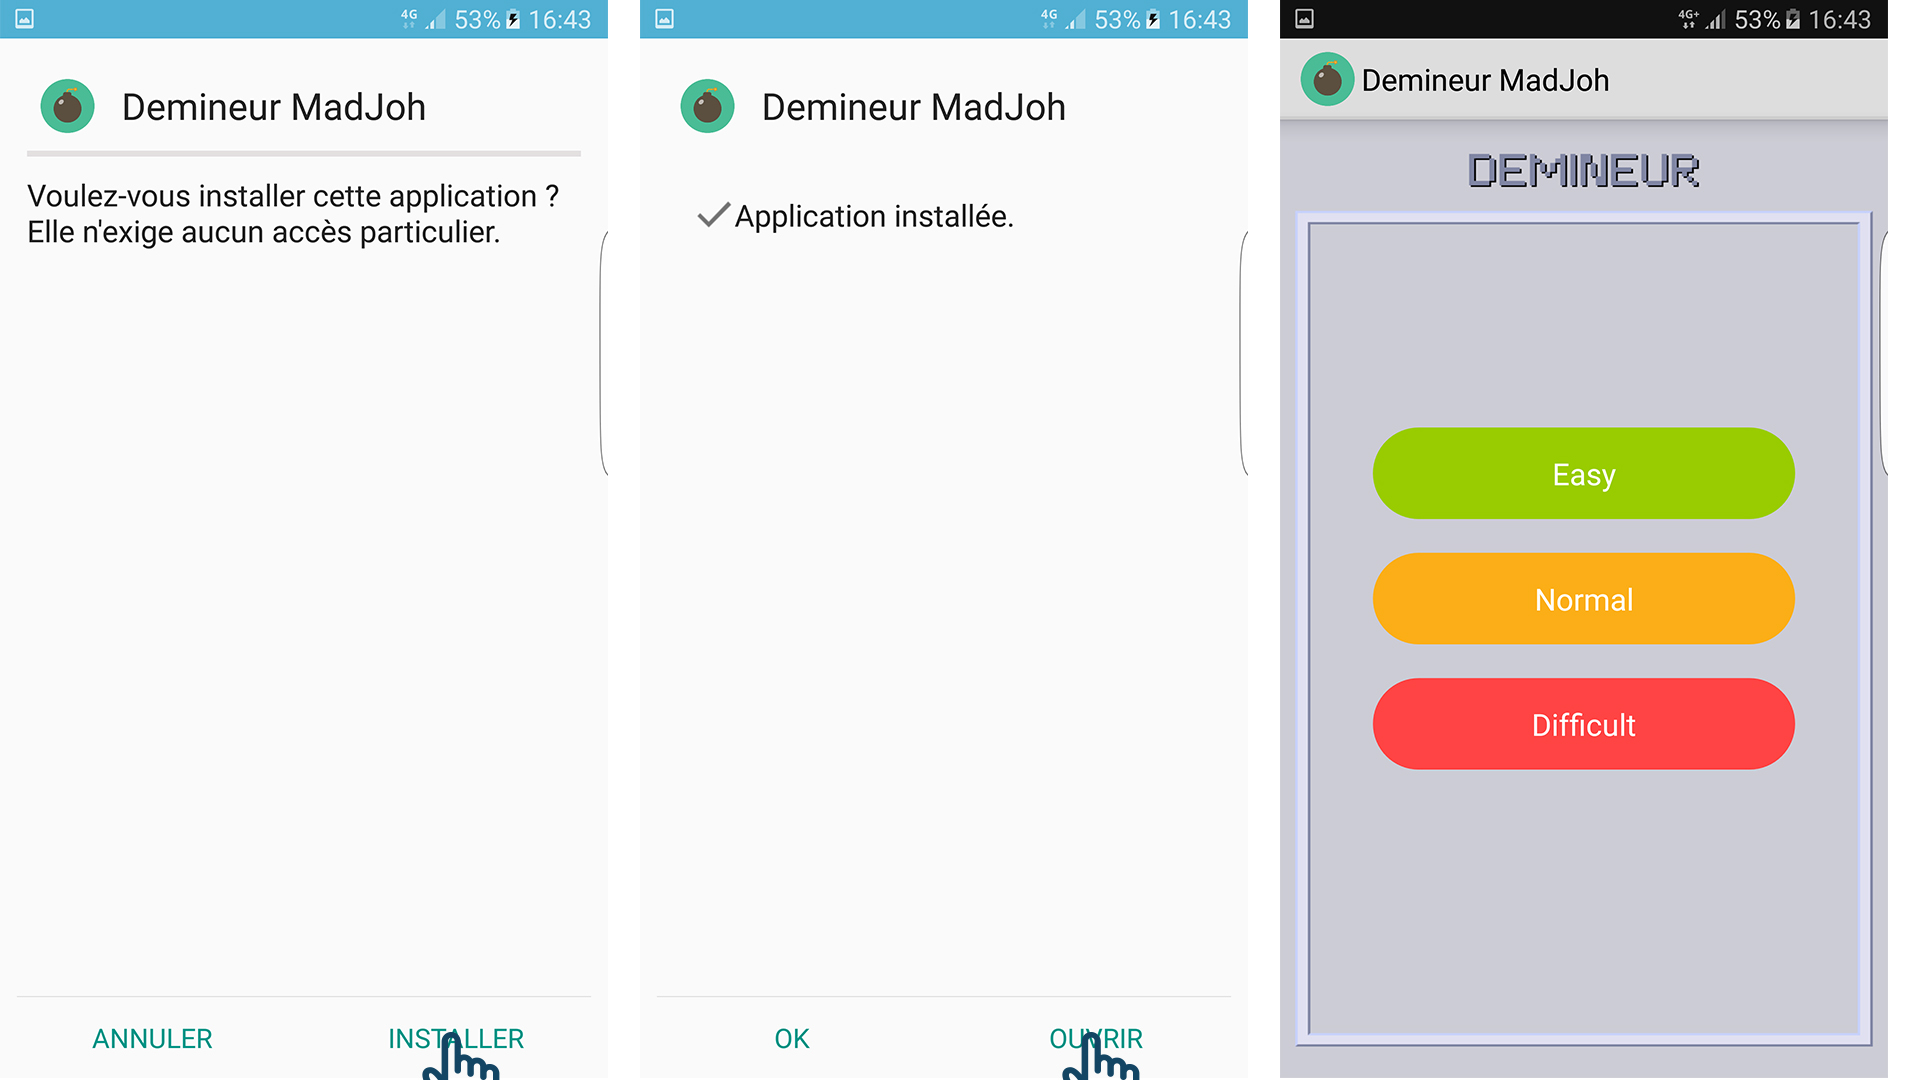 4G 53% 16:43
Demineur MadJoh
Voulez-vous installer cette application ?
Elle n'exige aucun accès particulier.
ANNULER INSTALLER
4G 53% 16:43
Demineur MadJoh
Application installée.
OK OUVRIR
4G+ 53% 16:43
Demineur MadJoh
DEMINEUR
Easy
Normal
Difficult